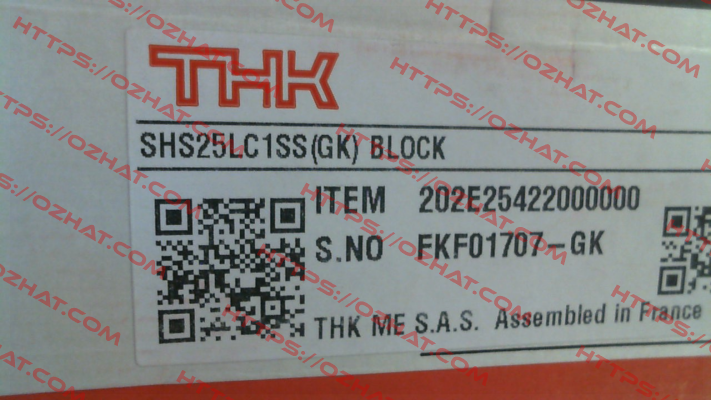 THK
SHS25LC1SS(GK) BLOCK
ITEM 202E25422000000
S.NO FKF01707-GK
THK ME S.A.S. Assembled in France
HTTPS://OZHAT.COM